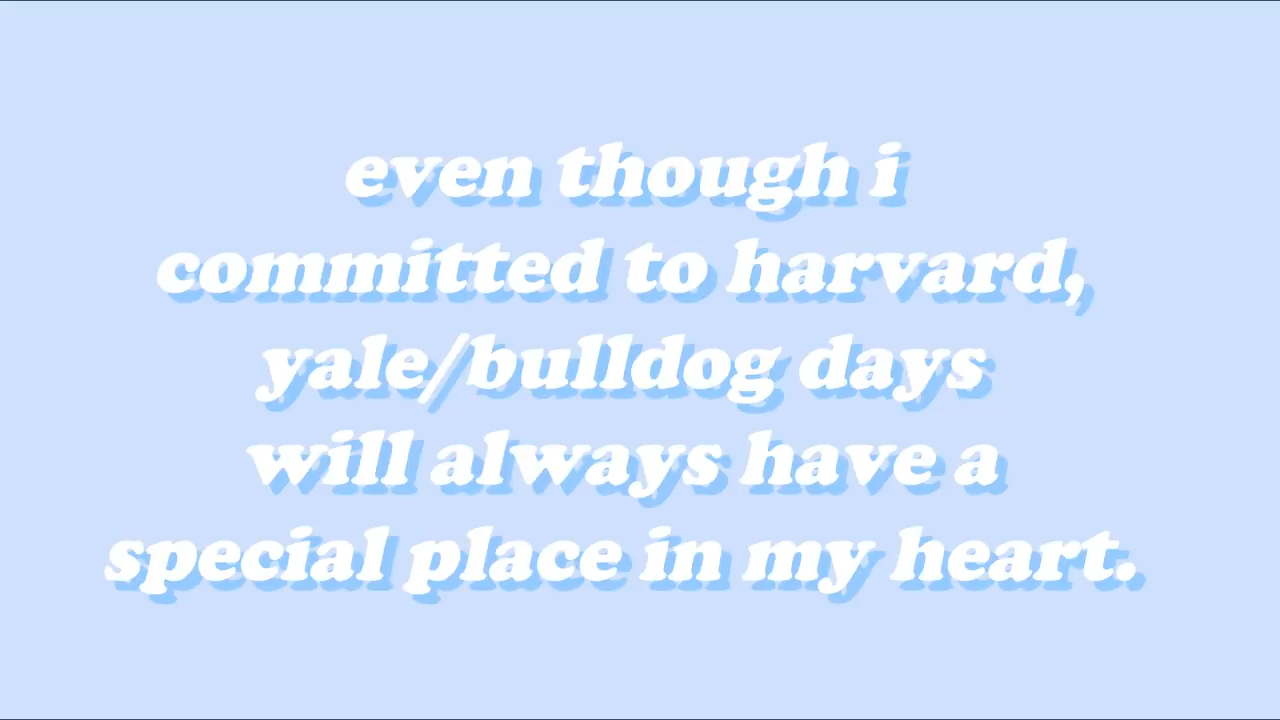 even though i
committed to harvard,
yale/bulldog days
will always have a
special place in my heart.